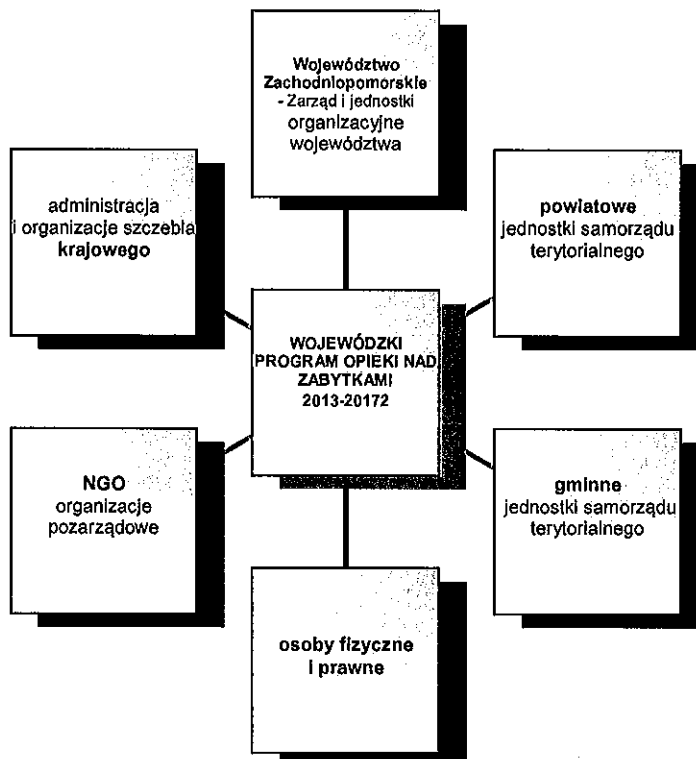 Województwo
Zachodniopomorskie
- Zarząd i jednostki
organizacyjne
województwa
administracja
i organizacje szczebla
krajowego
powiatowe
jednostki samorządu
terytorialnego
WOJEWÓDZKI
PROGRAM OPIEKI NAD
ZABYTKAMI
2013-20172
NGO
organizacje
pozarządowe
gminne
jednostki samorządu
terytorialnego
osoby fizyczne
i prawne